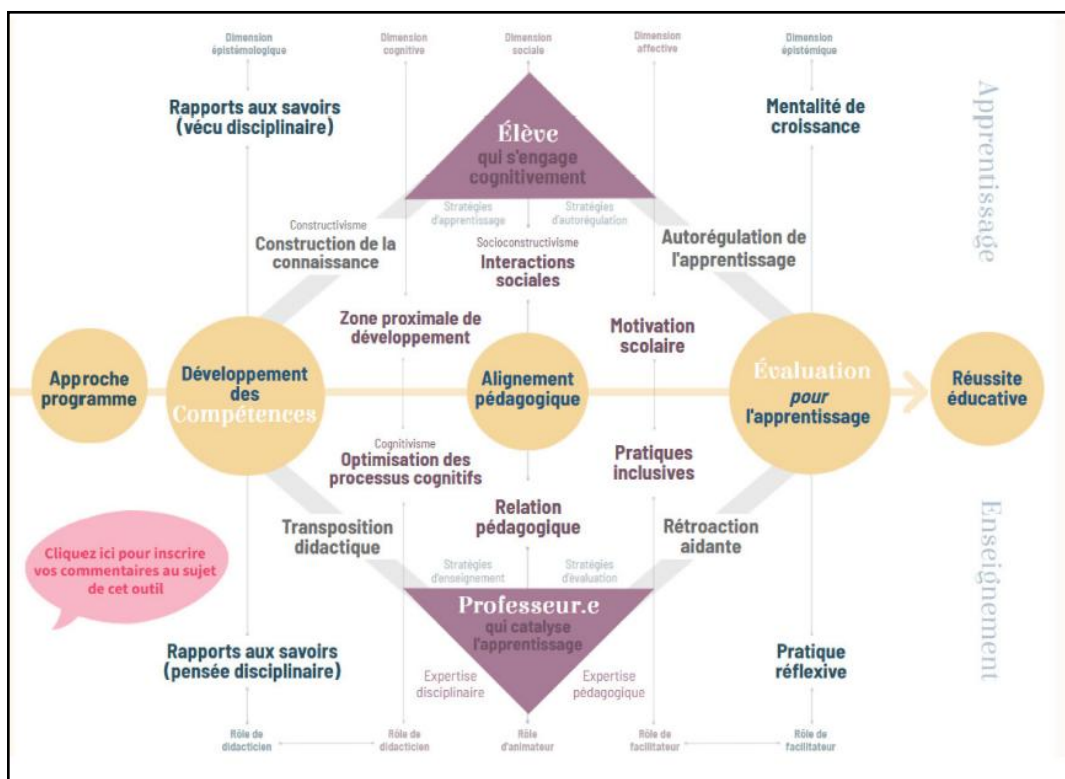 Dimension
épistémologique
Dimension
cognitive
Dimension
sociale
Dimension
affective
Dimension
épistémique
Rapports aux savoirs
(vécu disciplinaire)
Élève
qui s'engage
cognitivement
Mentalité de
croissance
Apprentissage
Stratégies
d'apprentissage
Stratégies
d'autorégulation
Constructivisme
Construction de la
connaissance
Socioconstructivisme
Interactions
sociales
Autorégulation de
l'apprentissage
Zone proximale de
développement
Motivation
scolaire
Approche
programme
Développement
des
Compétences
Alignement
pédagogique
Évaluation
pour
l'apprentissage
Réussite
éducative
Cognitivisme
Optimisation des
processus cognitifs
Pratiques
inclusives
Relation
pédagogique
Transposition
didactique
Rétroaction
aidante
Enseignement
Cliquez ici pour inscrire
vos commentaires au sujet
de cet outil
Stratégies
d'enseignement
Stratégies
d'évaluation
Professeur.e
qui catalyse
l'apprentissage
Rapports aux savoirs
(pensée disciplinaire)
Pratique
réflexive
Expertise
disciplinaire
Expertise
pédagogique
Rôle de
didacticien
Rôle de
didacticien
Rôle
d'animateur
Rôle de
facilitateur
Rôle de
facilitateur